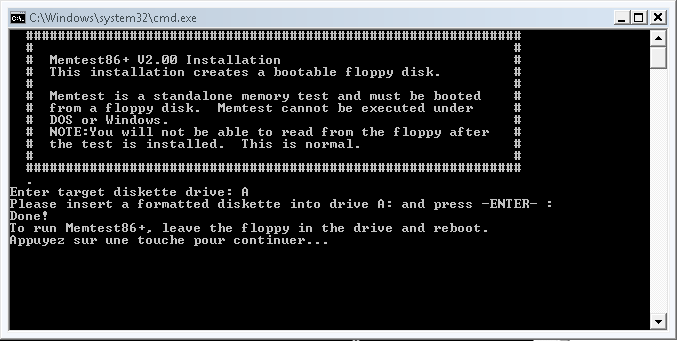 C:\Windows\system32\cmd.exe
##############################################################
# #
# Memtest86+ V2.00 Installation #
# This installation creates a bootable floppy disk. #
# #
# Memtest is a standalone memory test and must be booted #
# from a floppy disk. Memtest cannot be executed under #
# DOS or Windows. #
# NOTE:You will not be able to read from the floppy after #
# the test is installed. This is normal. #
# #
##############################################################
.
Enter target diskette drive: A
Please insert a formatted diskette into drive A: and press -ENTER- :
Done!
To run Memtest86+, leave the floppy in the drive and reboot.
Appuyez sur une touche pour continuer...